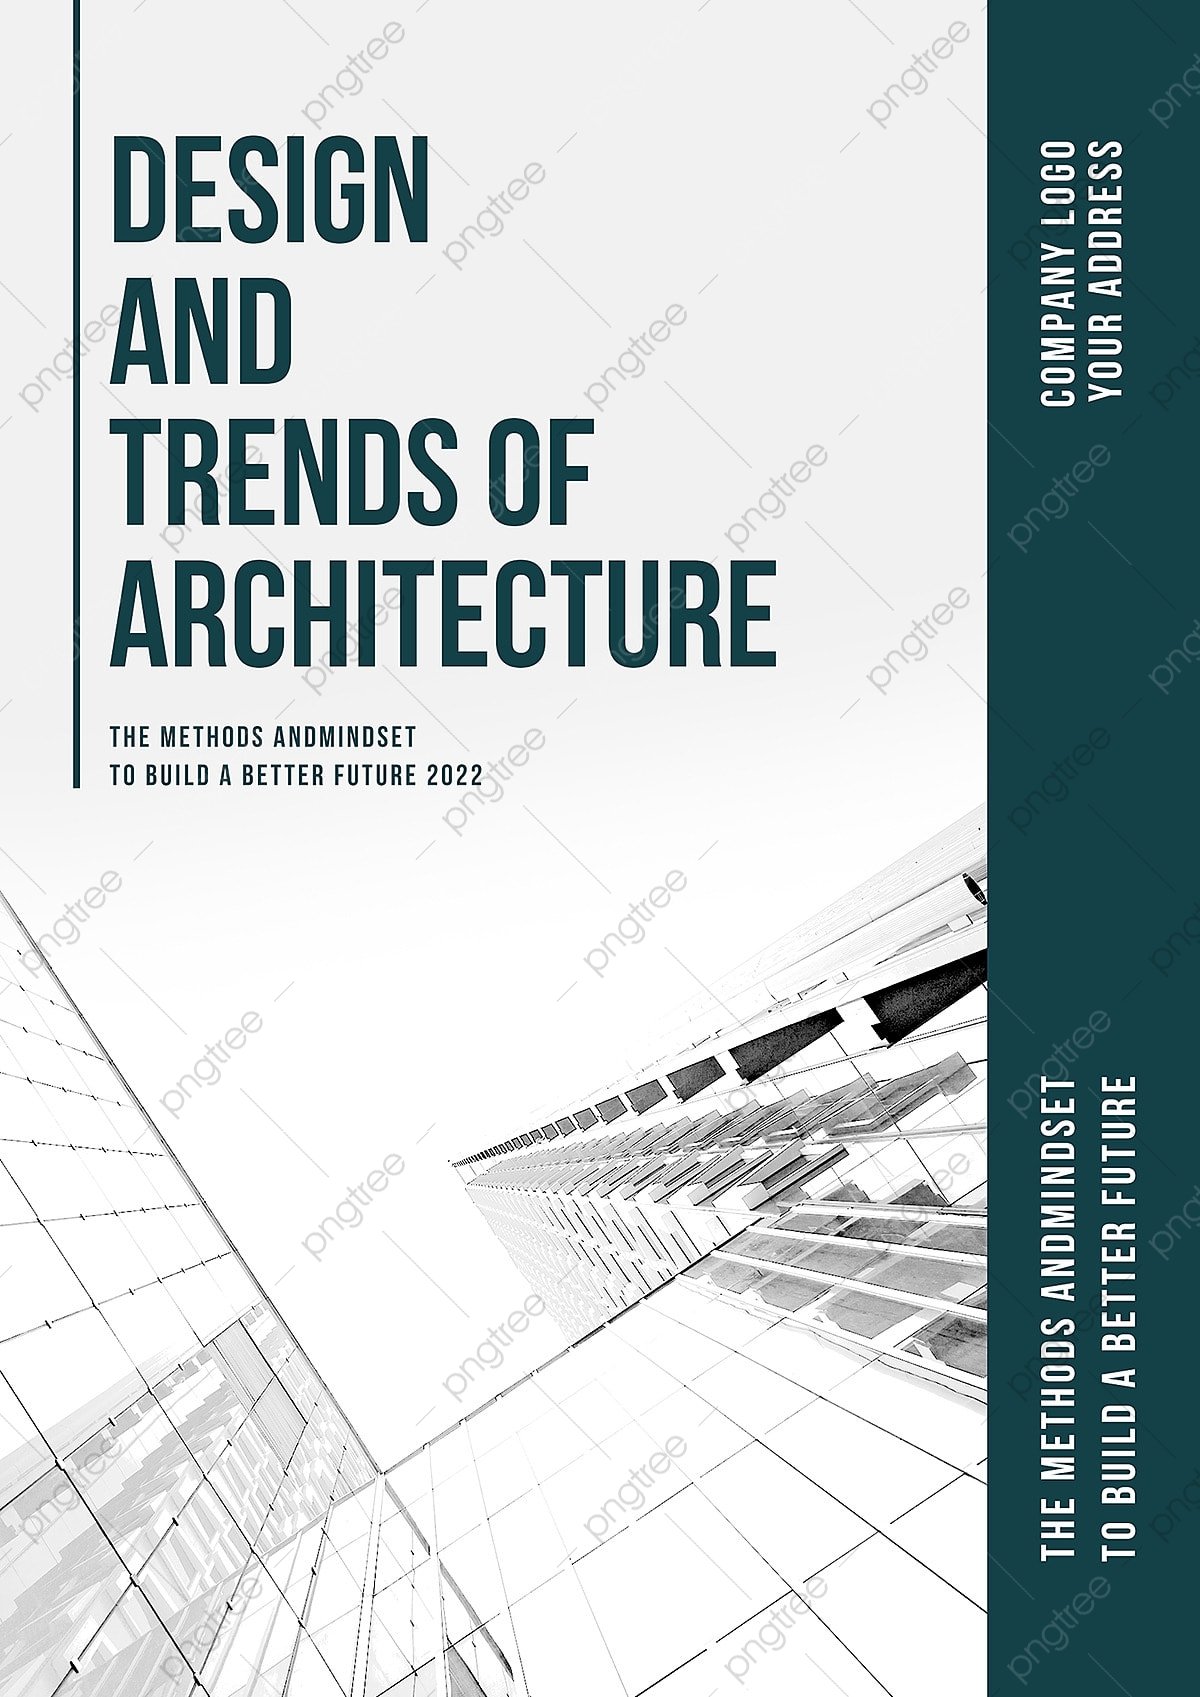 DESIGN
AND
TRENDS OF
ARCHITECTURE
THE METHODS ANDMINDSET
TO BUILD A BETTER FUTURE 2022
COMPANY LOGO
YOUR ADDRESS
THE METHODS ANDMINDSET
TO BUILD A BETTER FUTURE
pngtree